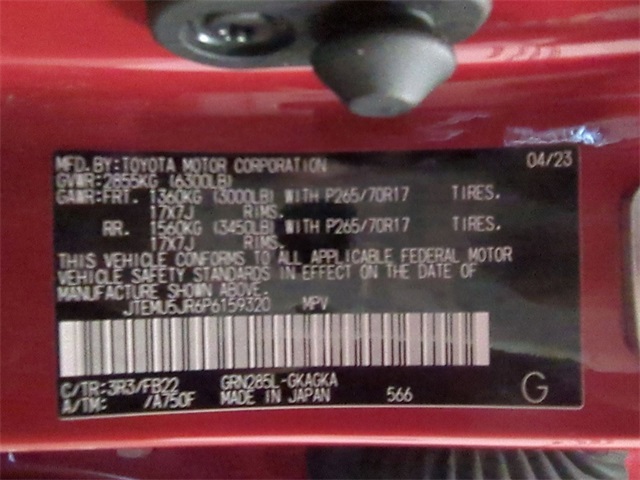 MFD. BY: TOYOTA MOTOR CORPORATION 04/23
GVWR: 2855KG (6300LB)
GAWR: FRT. 1360KG (3000LB) WITH P265/70R17 TIRES.
17X7J RIMS.
RR. 1560KG (3450LB) WITH P265/70R17 TIRES.
17X7J RIMS.
THIS VEHICLE CONFORMS TO ALL APPLICABLE FEDERAL MOTOR
VEHICLE SAFETY STANDARDS IN EFFECT ON THE DATE OF
MANUFACTURE SHOWN ABOVE.
JTEMU5JR6P6159320 MPV
C/TR: 3R3/FB22 GRN285L-GKAGKA
A/TM: /A750F MADE IN JAPAN 566 G